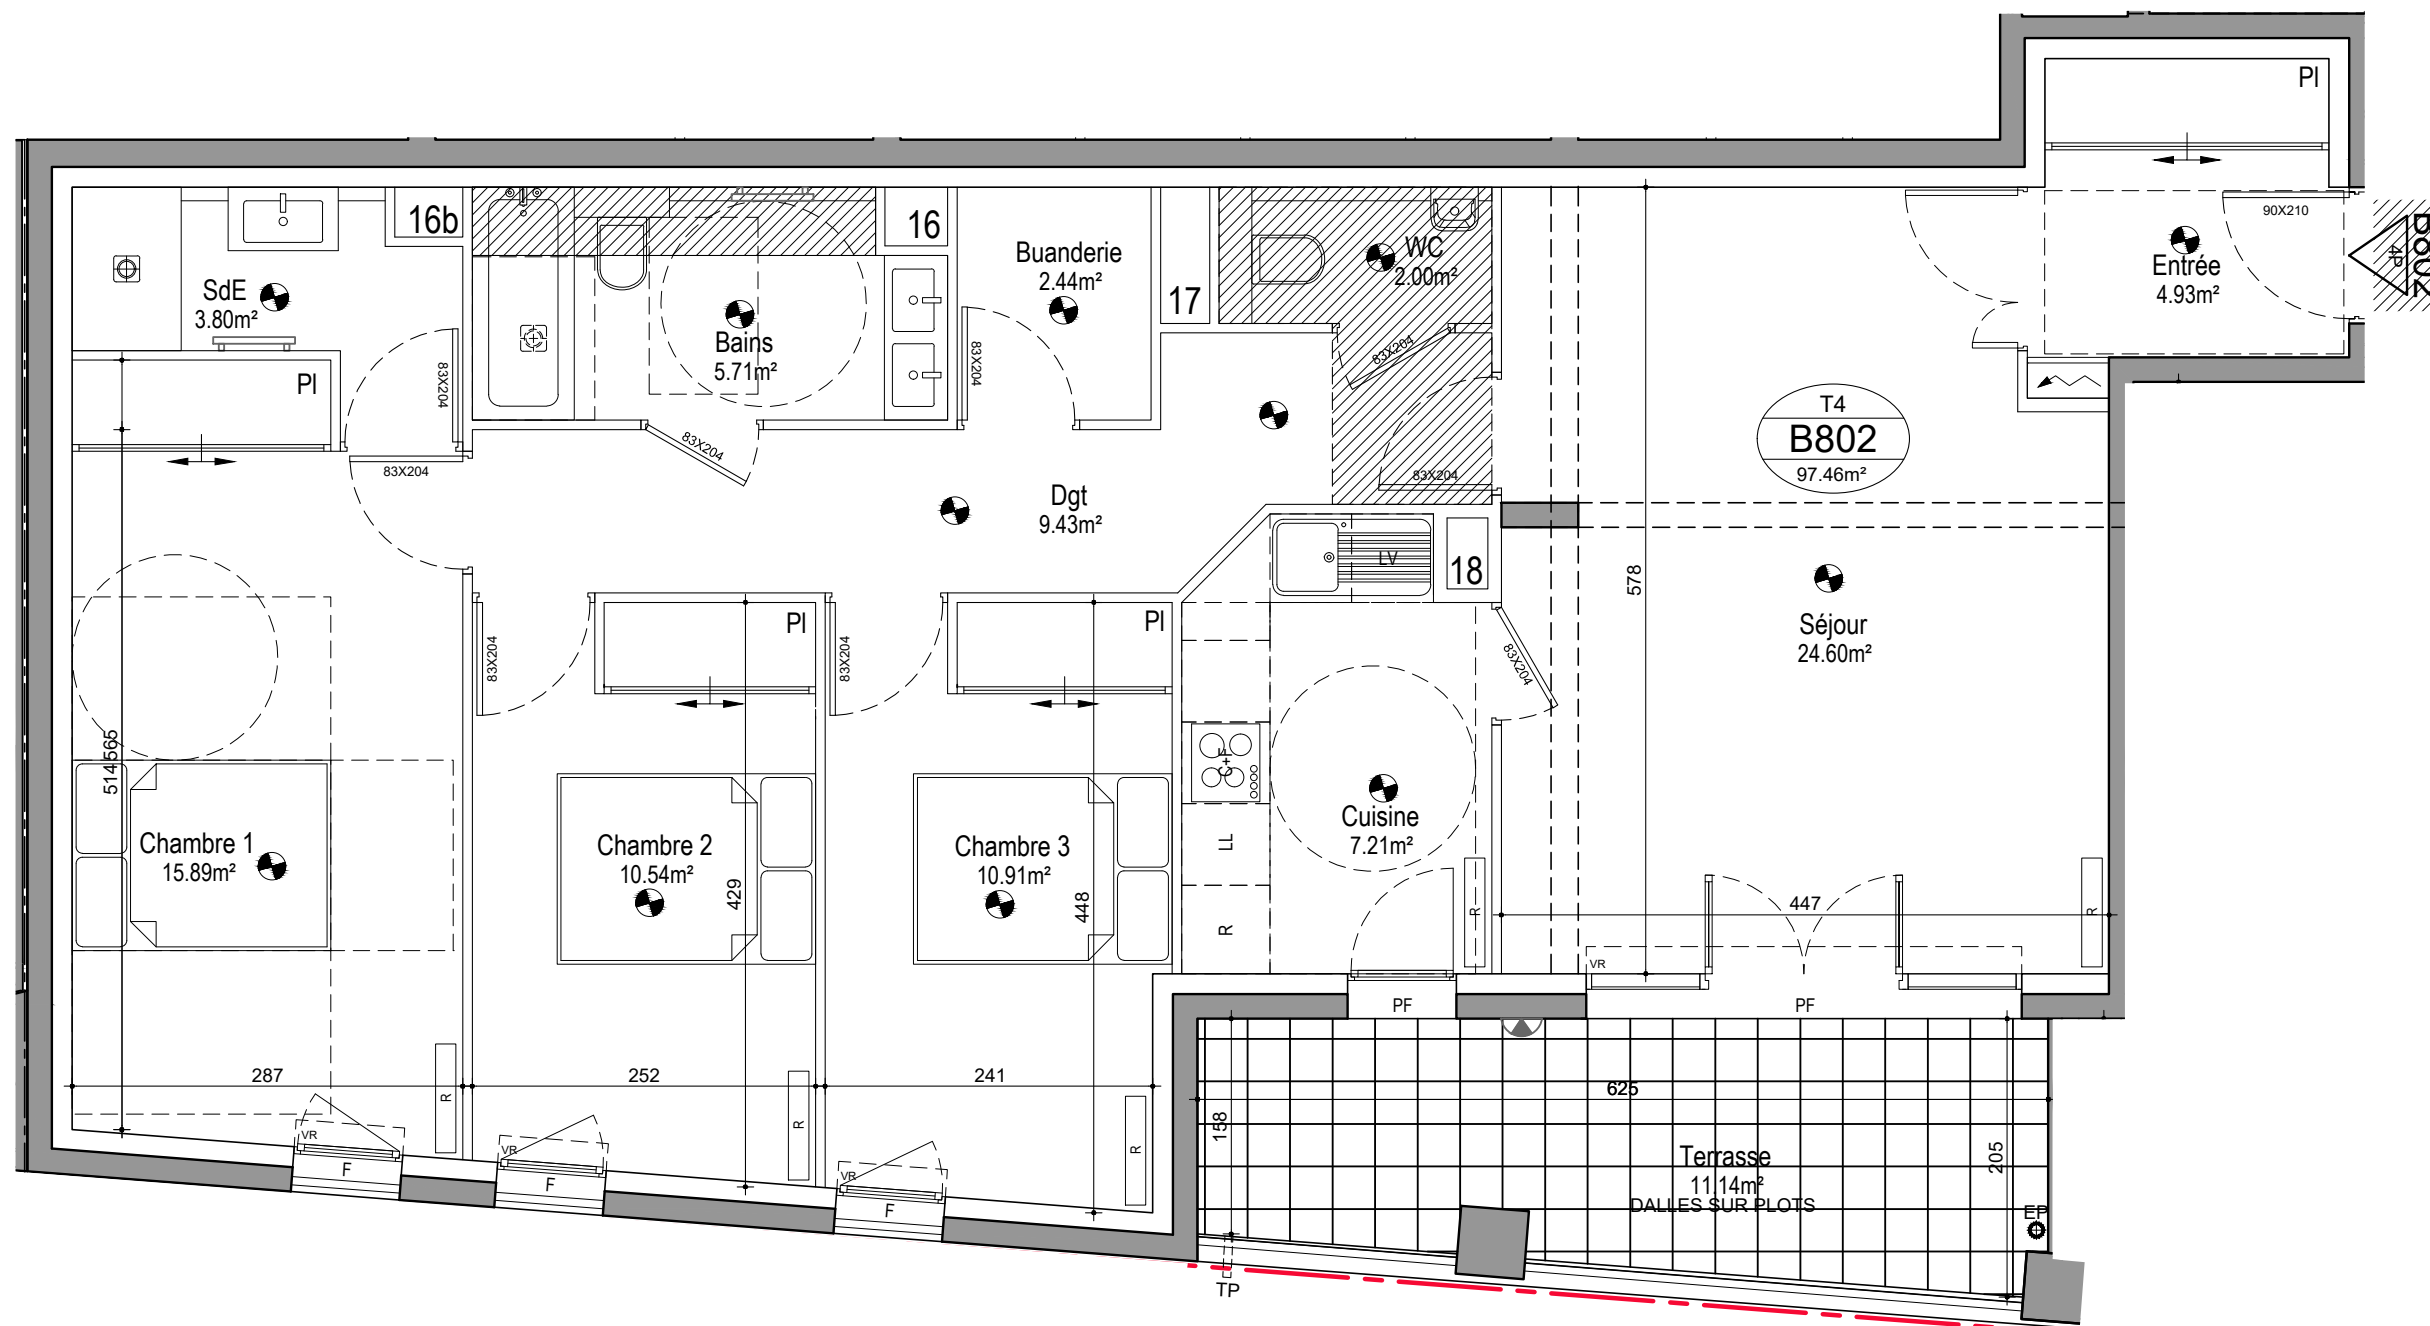 Pl
90X210
B802
4P
Entrée
4.93m²
16b
16
17
SdE
3.80m²
Bains
5.71m²
Buanderie
2.44m²
WC
2.00m²
Pl
83X204
83X204
83X204
83X204
83X204
83X204
T4
B802
97.46m²
Dgt
9.43m²
LV
18
578
Séjour
24.60m²
83X204
Pl
83X204
Pl
83X204
C+F
LL
R
Cuisine
7.21m²
R
514
565
Chambre 1
15.89m²
Chambre 2
10.54m²
429
Chambre 3
10.91m²
448
447
R
VR
PF
PF
287
252
241
R
R
R
VR
F
VR
F
VR
F
625
158
205
Terrasse
11.14m²
DALLES SUR PLOTS
EP
TP